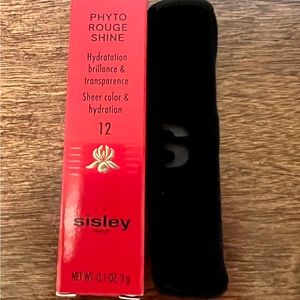 PHYTO
ROUGE
SHINE
Hydratation
brillance &
transparence
Sheer color &
hydration
12
sisley
PARIS
NET WT. 0.1 OZ. 3 g
S